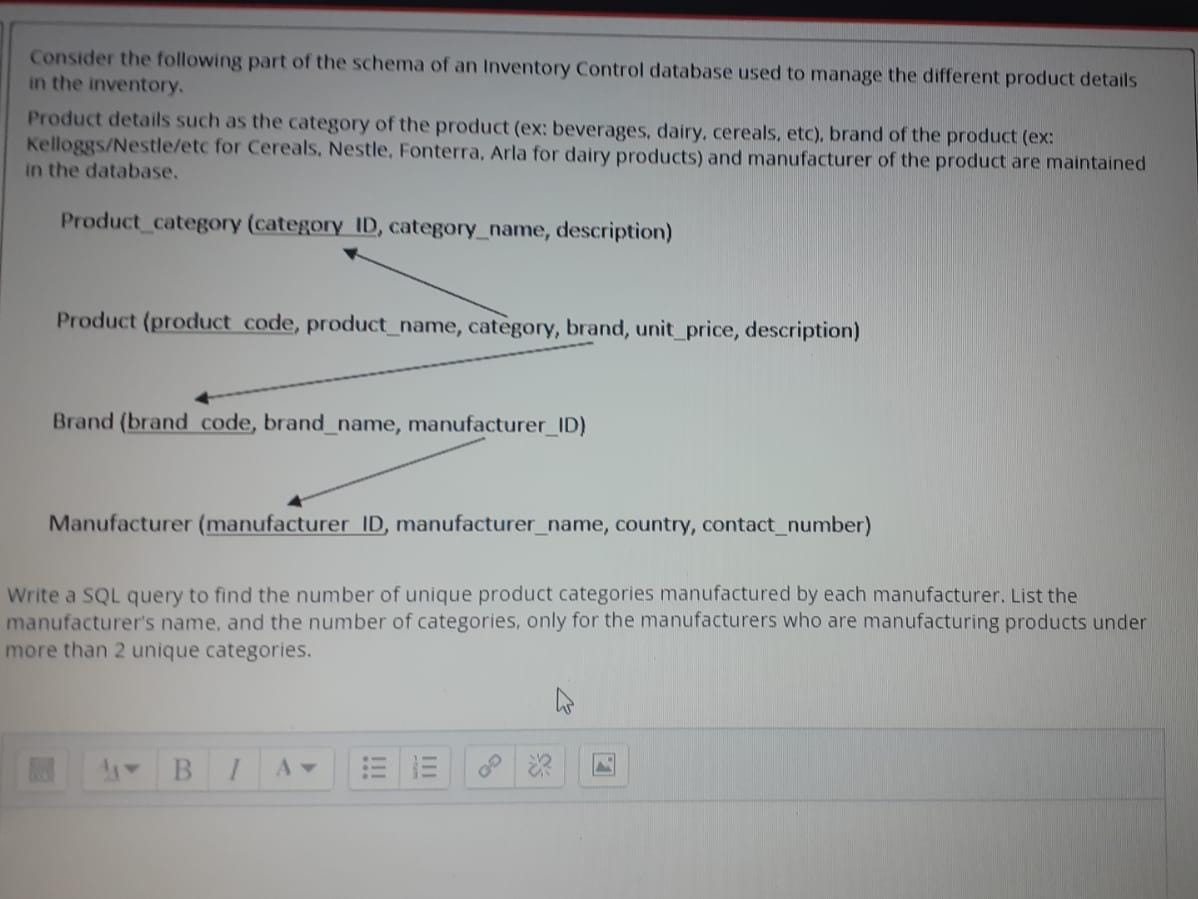 Consider the following part of the schema of an Inventory Control database used to manage the different product details
in the inventory.
Product details such as the category of the product (ex: beverages, dairy, cereals, etc), brand of the product (ex:
Kelloggs/Nestle/etc for Cereals, Nestle, Fonterra, Arla for dairy products) and manufacturer of the product are maintained
in the database.
Product_category (category_ID, category_name, description)
Product (product_code, product_name, category, brand, unit_price, description)
Brand (brand_code, brand_name, manufacturer_ID)
Manufacturer (manufacturer_ID, manufacturer_name, country, contact_number)
Write a SQL query to find the number of unique product categories manufactured by each manufacturer. List the
manufacturer's name, and the number of categories, only for the manufacturers who are manufacturing products under
more than 2 unique categories.
B I A